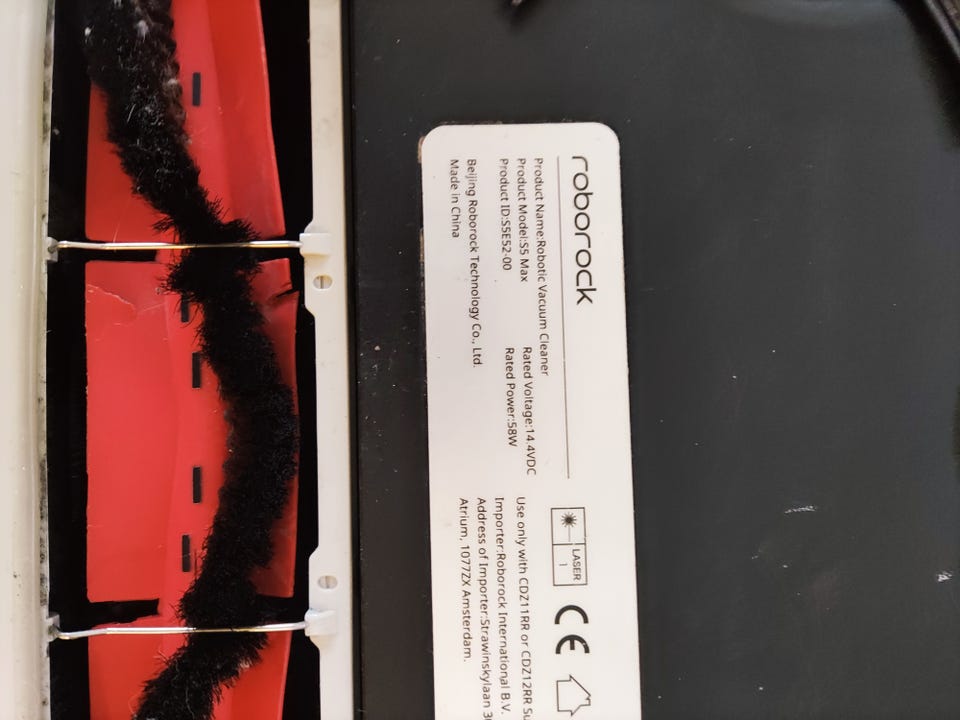 roborock
Product Name:Robotic Vacuum Cleaner
Product Model:S5 Max
Rated Voltage:14.4VDC
Product ID:S5E52-00
Rated Power:58W
Beijing Roborock Technology Co., Ltd.
Made in China
LASER
1
CE
Use only with CDZ11RR or CDZ12RR
Importer:Roborock International B.V.
Address of Importer:Strawinskylaan
Atrium, 1077ZX Amsterdam.